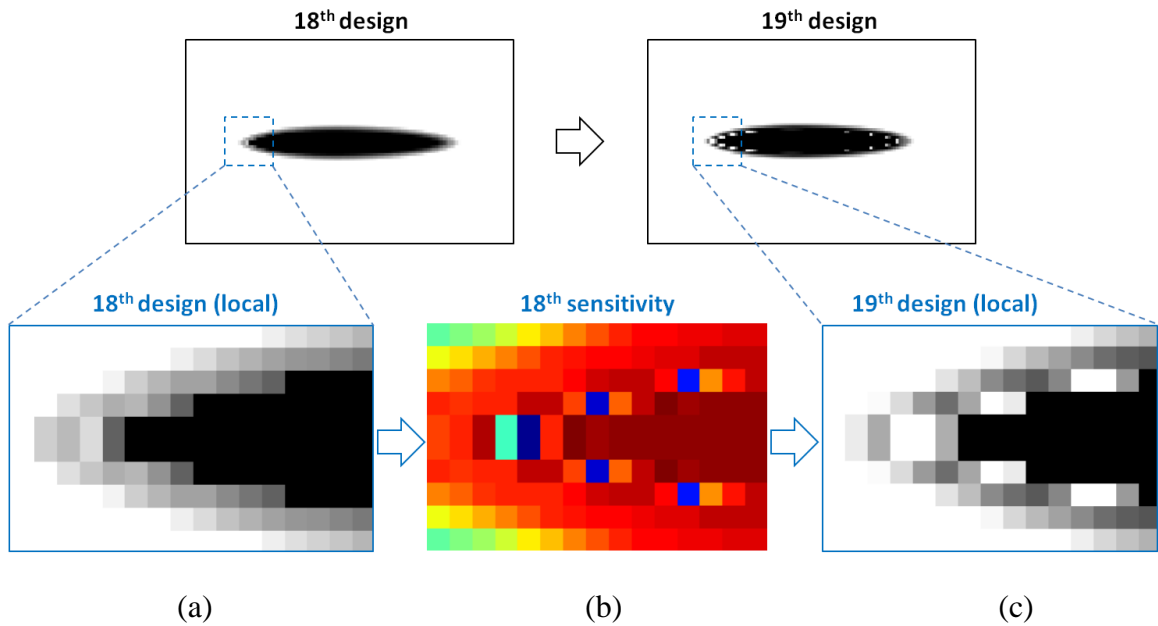 18th design
19th design
18th design (local)
18th sensitivity
19th design (local)
(a)
(b)
(c)